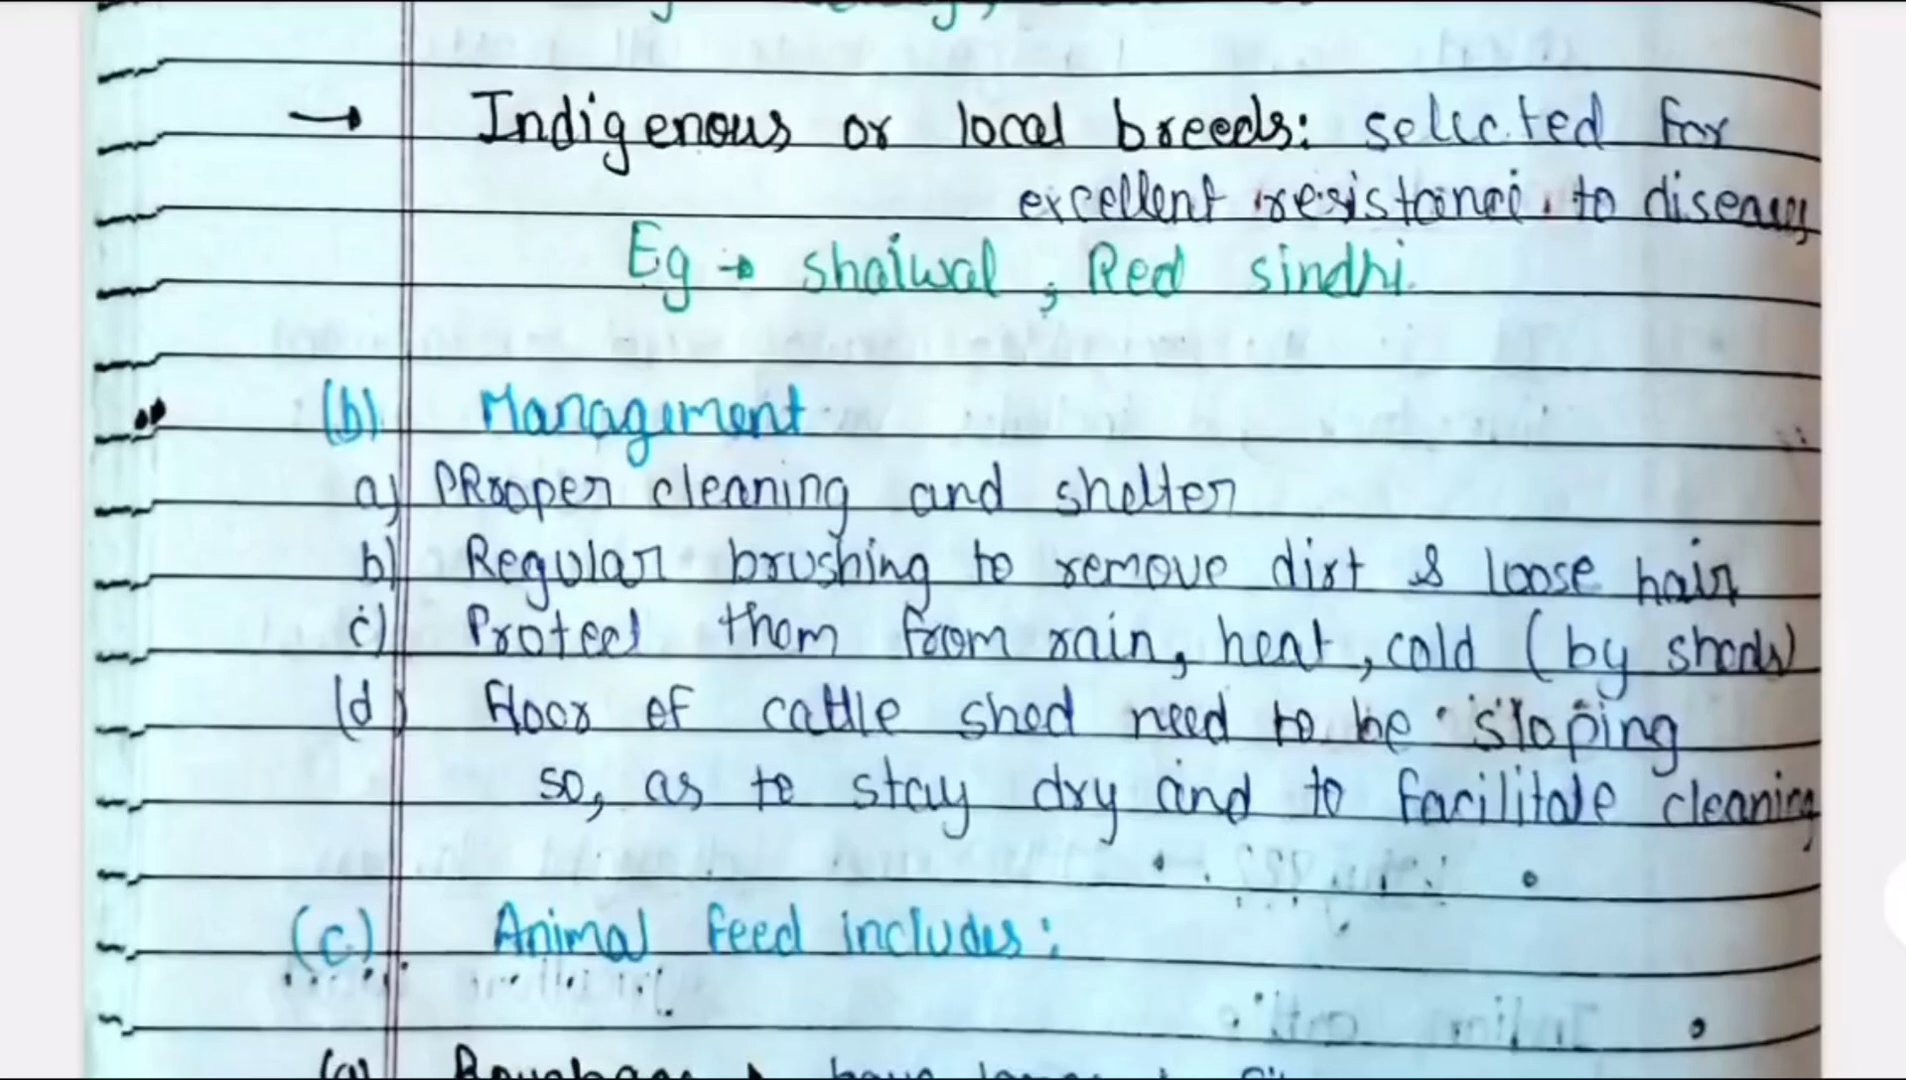 → Indigenous or local breeds: selected for
excellent resistance to diseases
Eg → shaiwal, Red sindhi.
(b) Management
a) PRoper cleaning and shelter
b) Regular brushing to remove dirt & loose hair
c) Protect them from rain, heat, cold (by sheds)
(d) Floor of cattle shed need to be sloping
so, as to stay dry and to facilitate cleaning
(c) Animal feed includes:
(a)